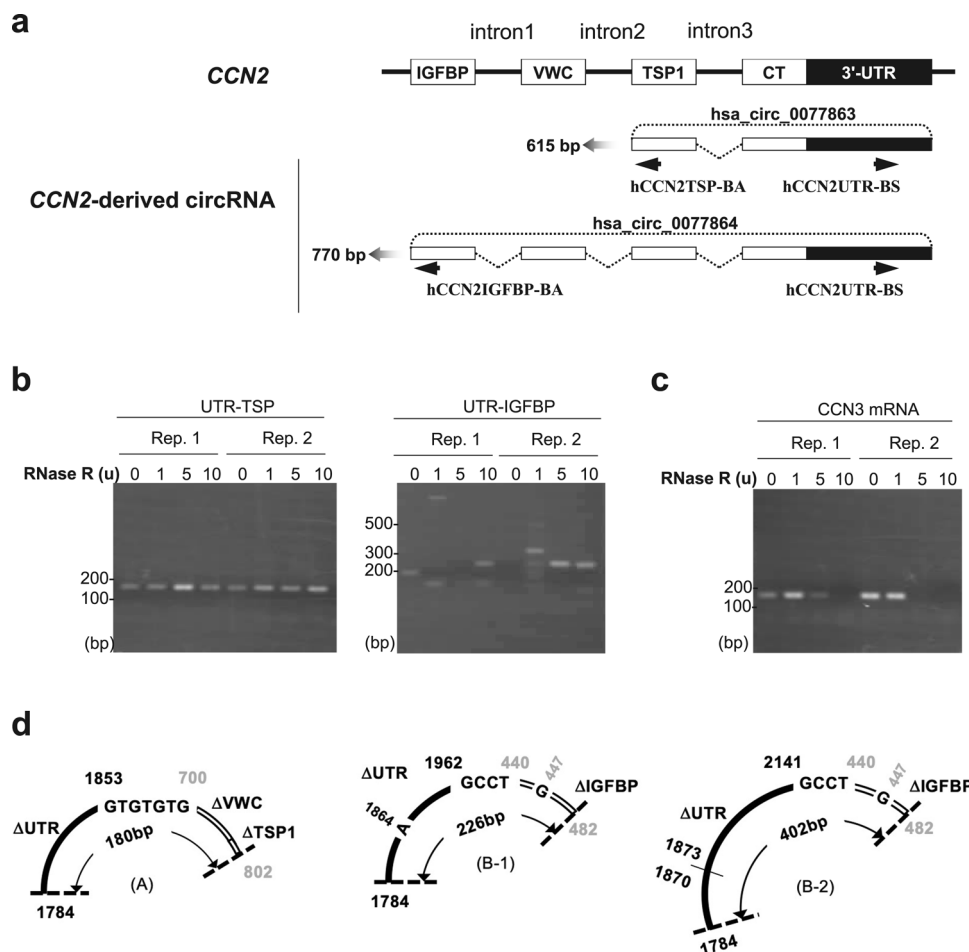 a
intron1 intron2 intron3
CCN2 IGFBP VWC TSP1 CT 3'-UTR
hsa_circ_0077863
615 bp
hCCN2TSP-BA hCCN2UTR-BS
CCN2-derived circRNA
hsa_circ_0077864
770 bp
hCCN2IGFBP-BA hCCN2UTR-BS
b
UTR-TSP
Rep. 1 Rep. 2
RNase R (u) 0 1 5 10 0 1 5 10
200
100
(bp)
UTR-IGFBP
Rep. 1 Rep. 2
0 1 5 10 0 1 5 10
500
300
200
(bp)
c
CCN3 mRNA
Rep. 1 Rep. 2
RNase R (u) 0 1 5 10 0 1 5 10
200
100
(bp)
d
1853 700
GTGTGTG
ΔUTR ΔVWC
180bp
ΔTSP1
802
(A)
1784
1962 440 447
ΔUTR GCCT G ΔIGFBP
1864 A
226bp
482
(B-1)
1784
2141 440 447
GCCT G ΔIGFBP
ΔUTR
402bp
482
1873
1870
(B-2)
1784